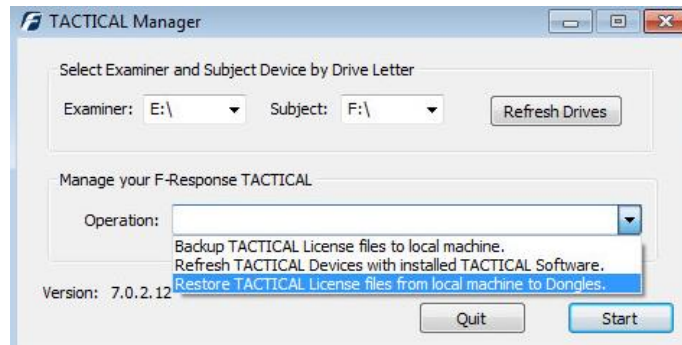 TACTICAL Manager
Select Examiner and Subject Device by Drive Letter
Examiner: E:\ Subject: F:\ Refresh Drives
Manage your F-Response TACTICAL
Operation:
Backup TACTICAL License files to local machine.
Refresh TACTICAL Devices with installed TACTICAL Software.
Restore TACTICAL License files from local machine to Dongles.
Version: 7.0.2.12
Quit Start